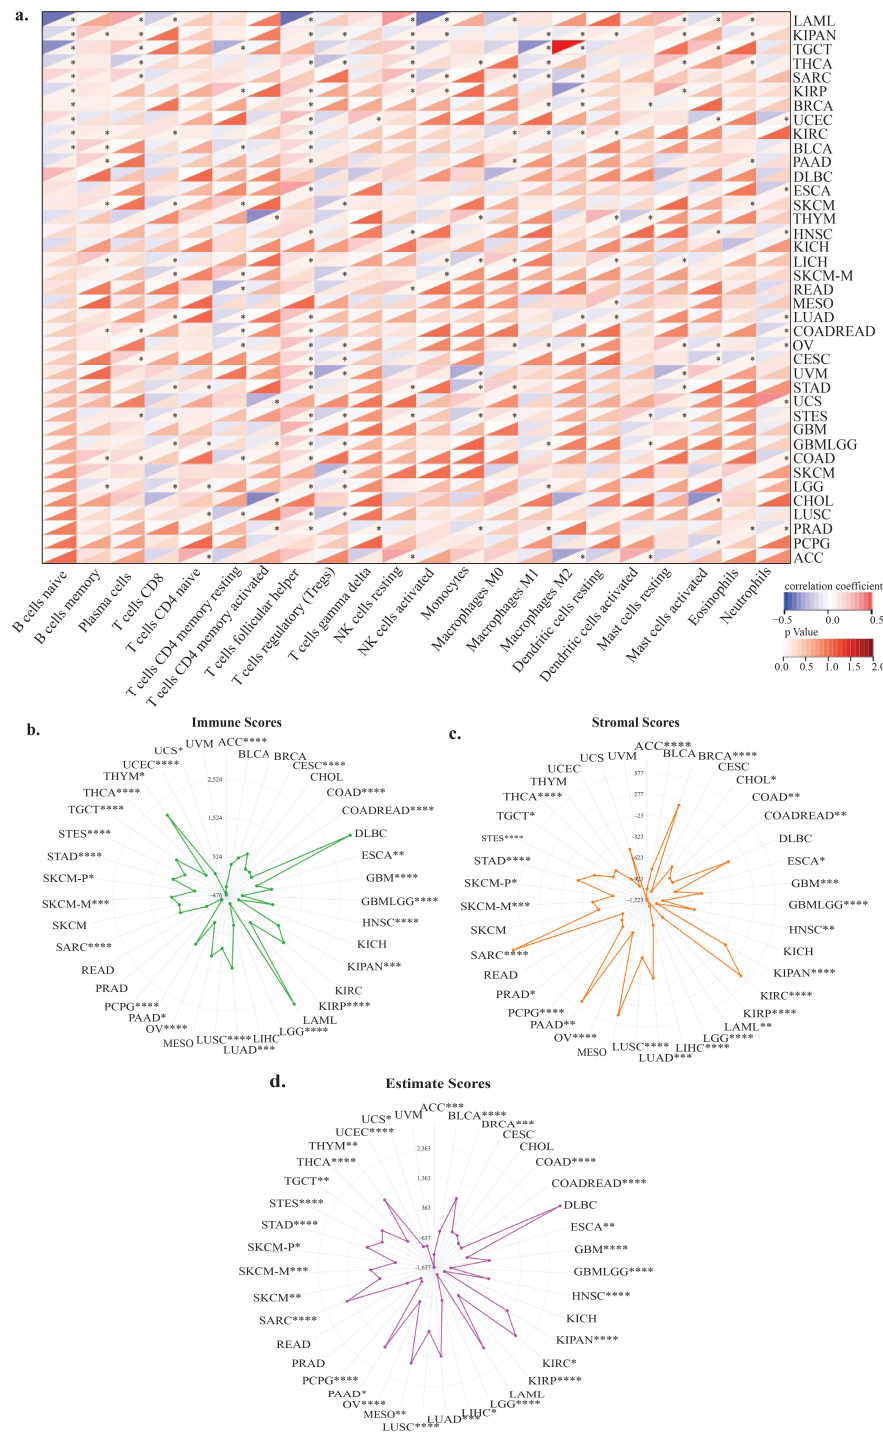 a.
LAML
KIPAN
TGCT
THCA
SARC
KIRP
BRCA
UCEC
KIRC
BLCA
PAAD
DLBC
ESCA
SKCM
THYM
HNSC
KICH
LICH
SKCM-M
READ
MESO
LUAD
COADREAD
OV
CESC
UVM
STAD
UCS
STES
GBM
GBMLGG
COAD
SKCM
LGG
CHOL
LUSC
PRAD
PCPG
ACC
B cells naive
B cells memory
Plasma cells
T cells CD8
T cells CD4 naive
T cells CD4 memory resting
T cells CD4 memory activated
T cells follicular helper
T cells regulatory (Tregs)
T cells gamma delta
NK cells resting
NK cells activated
Monocytes
Macrophages M0
Macrophages M1
Macrophages M2
Dendritic cells resting
Dendritic cells activated
Mast cells resting
Mast cells activated
Eosinophils
Neutrophils
correlation coefficient
−0.5 0.0 0.5
p Value
0.0 0.5 1.0 1.5 2.0
b.
Immune Scores
ACC****
BLCA
BRCA
CESC****
CHOL
COAD****
COADREAD****
DLBC
ESCA**
GBM****
GBMLGG****
HNSC****
KICH
KIPAN***
KIRC
KIRP****
LAML
LGG****
LIHC
LUAD***
LUSC****
MESO
OV****
PAAD*
PCPG****
PRAD
READ
SARC****
SKCM
SKCM-M***
SKCM-P*
STAD****
STES****
TGCT****
THCA****
THYM*
UCEC****
UCS*
UVM
2,524
1,524
524
-476
c.
Stromal Scores
ACC****
BLCA
BRCA****
CESC
CHOL*
COAD**
COADREAD**
DLBC
ESCA*
GBM***
GBMLGG****
HNSC**
KICH
KIPAN****
KIRC****
KIRP****
LAML**
LGG****
LIHC****
LUAD***
LUSC****
MESO
OV****
PAAD**
PCPG****
PRAD*
READ
SARC****
SKCM
SKCM-M***
SKCM-P*
STAD****
STES****
TGCT*
THCA****
THYM
UCEC
UCS
UVM
577
277
-23
-323
-623
-923
-1,223
d.
Estimate Scores
ACC***
BLCA****
BRCA***
CESC
CHOL
COAD****
COADREAD****
DLBC
ESCA**
GBM****
GBMLGG****
HNSC****
KICH
KIPAN****
KIRC*
KIRP****
LAML
LGG****
LIHC*
LUAD***
LUSC****
MESO**
OV****
PAAD*
PCPG****
PRAD
READ
SARC****
SKCM**
SKCM-M***
SKCM-P*
STAD****
STES****
TGCT**
THCA****
THYM**
UCEC****
UCS*
UVM
2,363
1,363
363
-637
-1,637